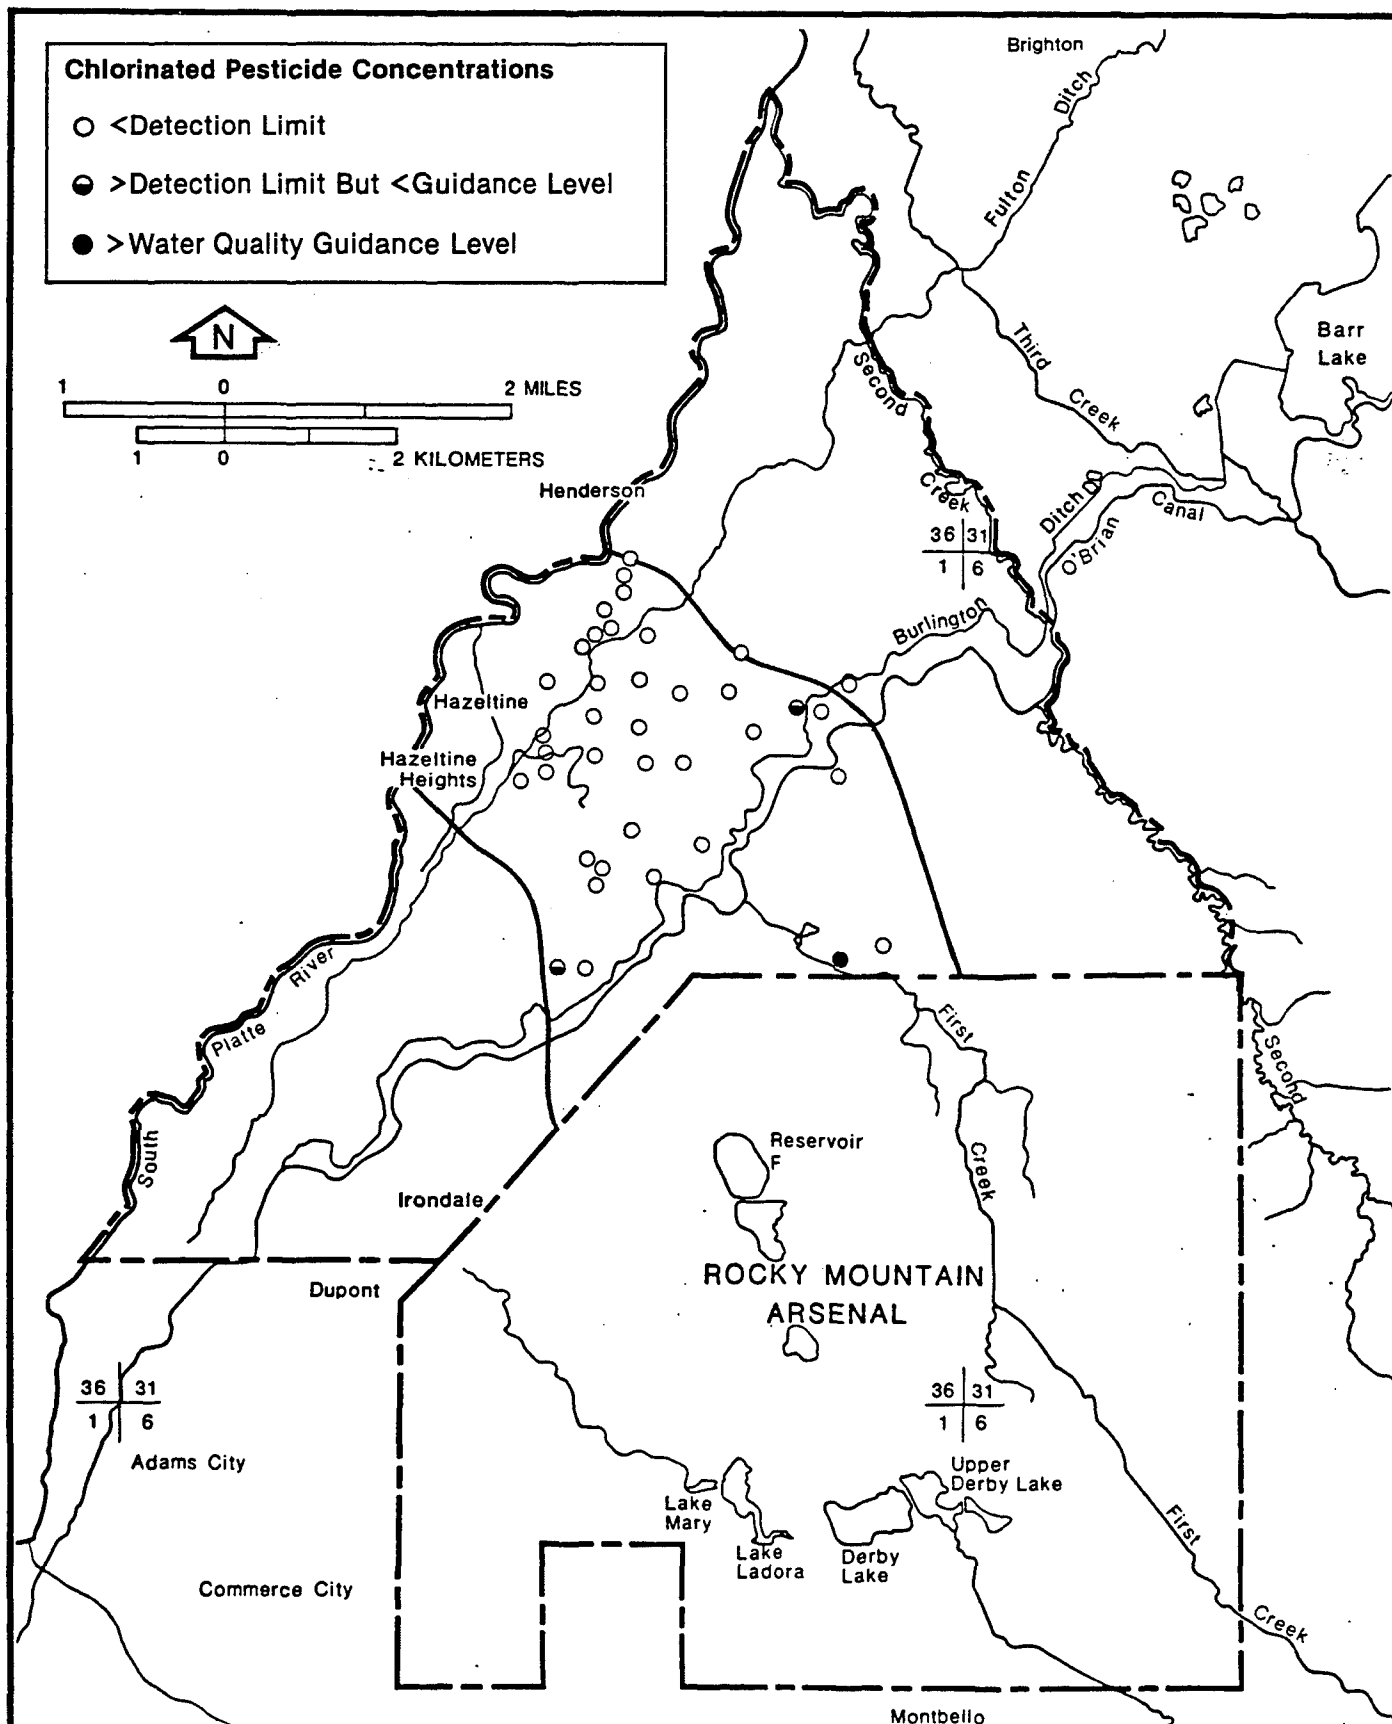 Chlorinated Pesticide Concentrations
<Detection Limit
>Detection Limit But <Guidance Level
>Water Quality Guidance Level
N
1 0 2 MILES
1 0 2 KILOMETERS
Brighton
Fulton Ditch
Barr
Lake
Third Creek
Second Creek
Henderson
36 31
1 6
Ditch
O'Brian Canal
Burlington
Hazeltine
Hazeltine
Heights
South Platte River
First Creek
Second
Reservoir
F
Irondale
ROCKY MOUNTAIN
ARSENAL
Dupont
36 31
1 6
36 31
1 6
Adams City
Upper
Derby Lake
Lake
Mary
Lake
Ladora
Derby
Lake
First Creek
Commerce City
Montbello